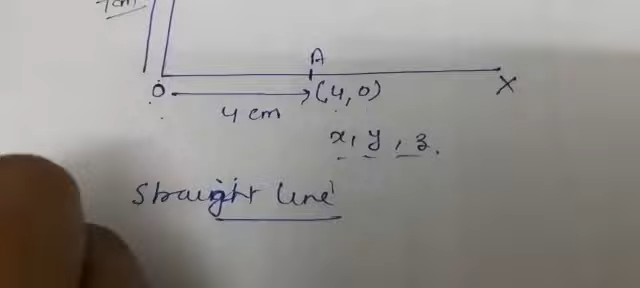 A
O
(4,0)
X
4 cm
x, y, z.
straight line